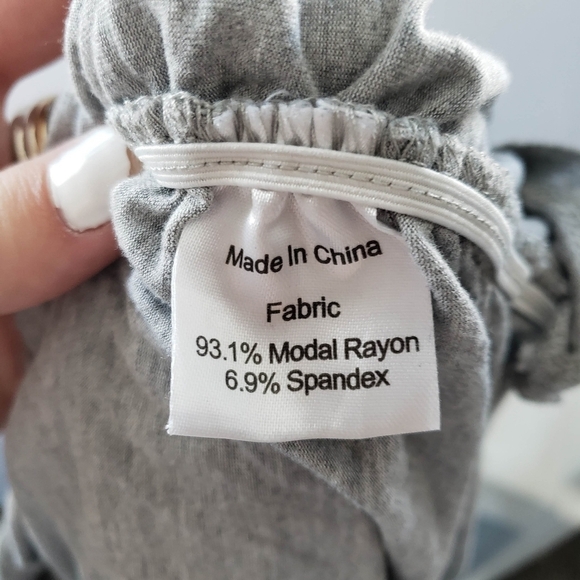 Made In China
Fabric
93.1% Modal Rayon
6.9% Spandex